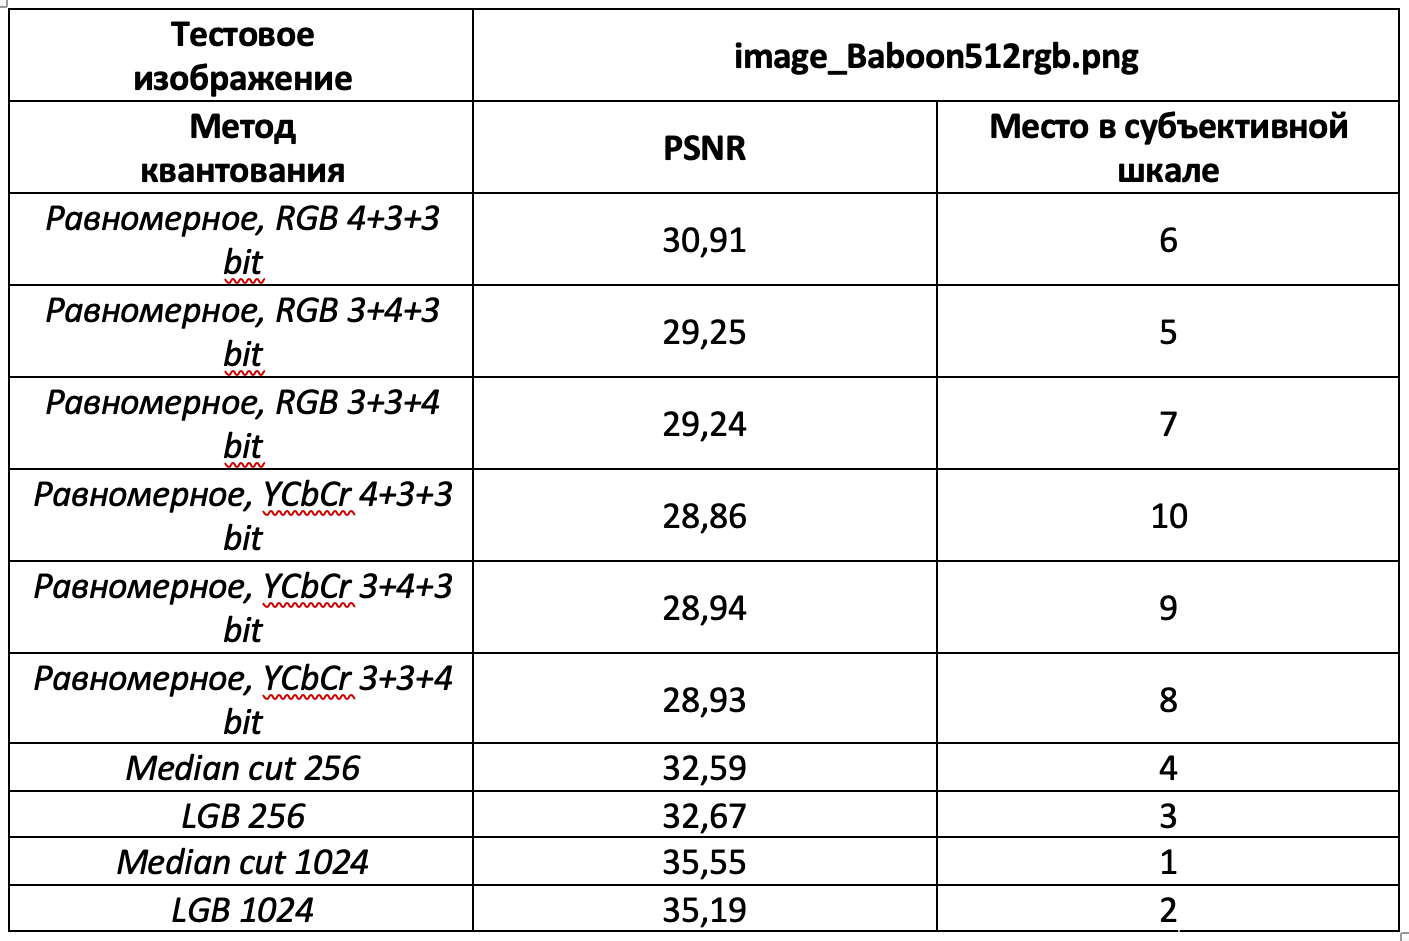 Тестовое
изображение
image_Baboon512rgb.png
Метод
квантования
PSNR
Место в субъективной
шкале
Равномерное, RGB 4+3+3
bit
30,91
6
Равномерное, RGB 3+4+3
bit
29,25
5
Равномерное, RGB 3+3+4
bit
29,24
7
Равномерное, YCbCr 4+3+3
bit
28,86
10
Равномерное, YCbCr 3+4+3
bit
28,94
9
Равномерное, YCbCr 3+3+4
bit
28,93
8
Median cut 256
32,59
4
LGB 256
32,67
3
Median cut 1024
35,55
1
LGB 1024
35,19
2